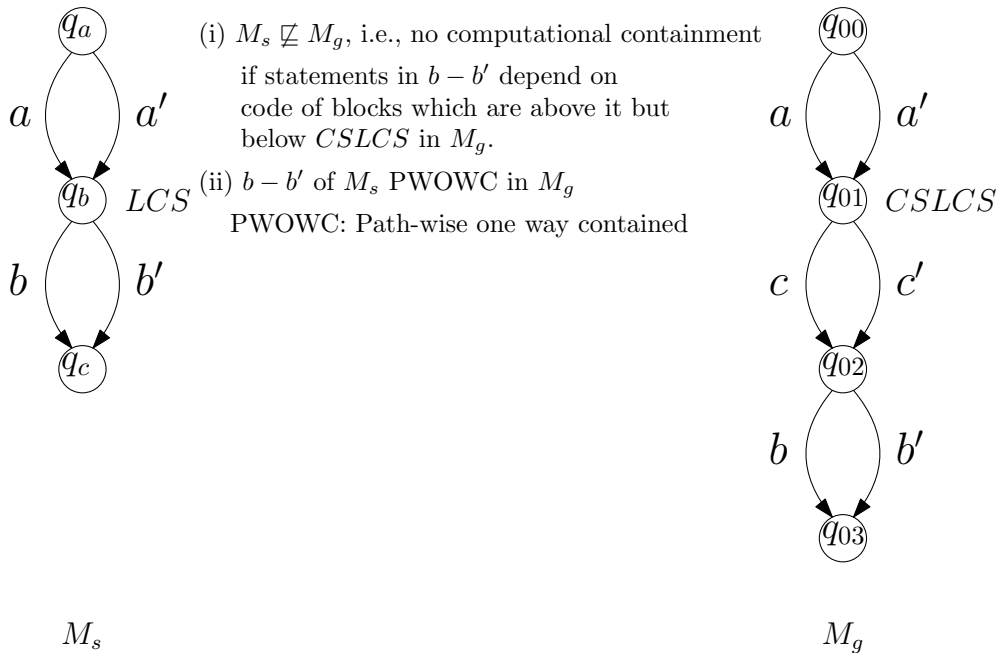 q_a
(i) M_s ⋢ M_g, i.e., no computational containment
q_00
if statements in b − b′ depend on
code of blocks which are above it but
below CSLCS in M_g.
a a′
a a′
(ii) b − b′ of M_s PWOWC in M_g
q_b LCS
q_01 CSLCS
PWOWC: Path-wise one way contained
b b′
c c′
q_c
q_02
b b′
q_03
M_s
M_g